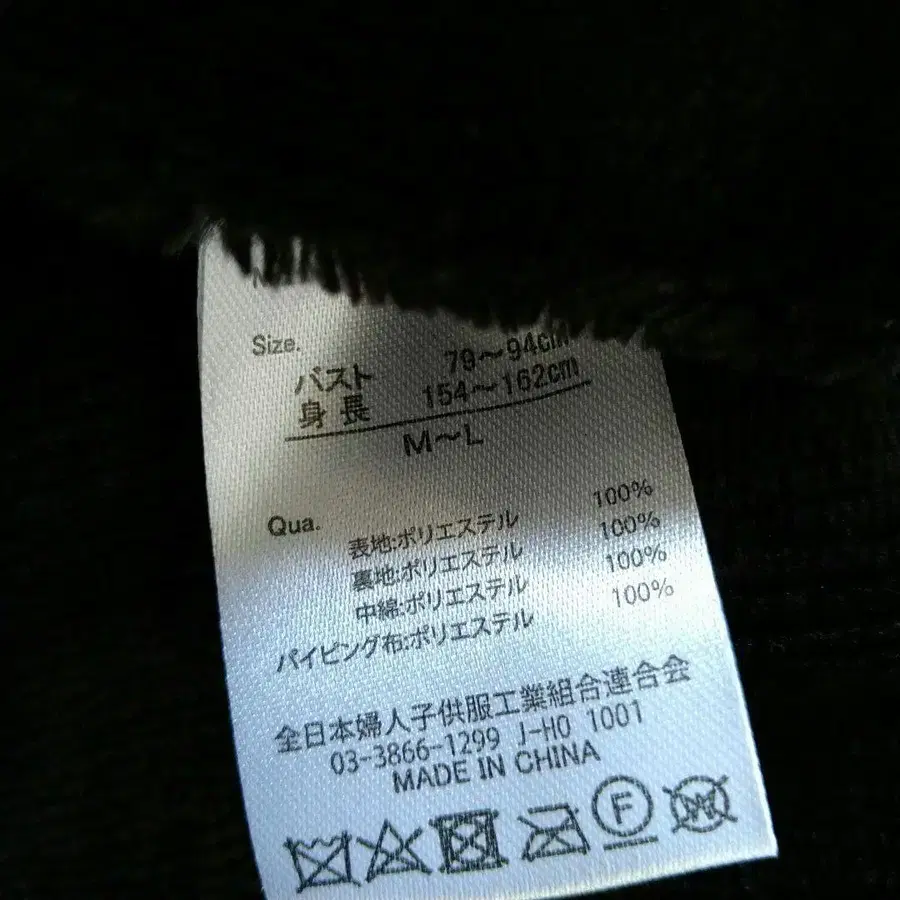 Size.
バスト 79～94cm
身長 154～162cm
M～L
Qua.
表地:ポリエステル 100%
裏地:ポリエステル 100%
中綿:ポリエステル 100%
パイピング布:ポリエステル 100%
全日本婦人子供服工業組合連合会
03-3866-1299 J-HO 1001
MADE IN CHINA
F
W